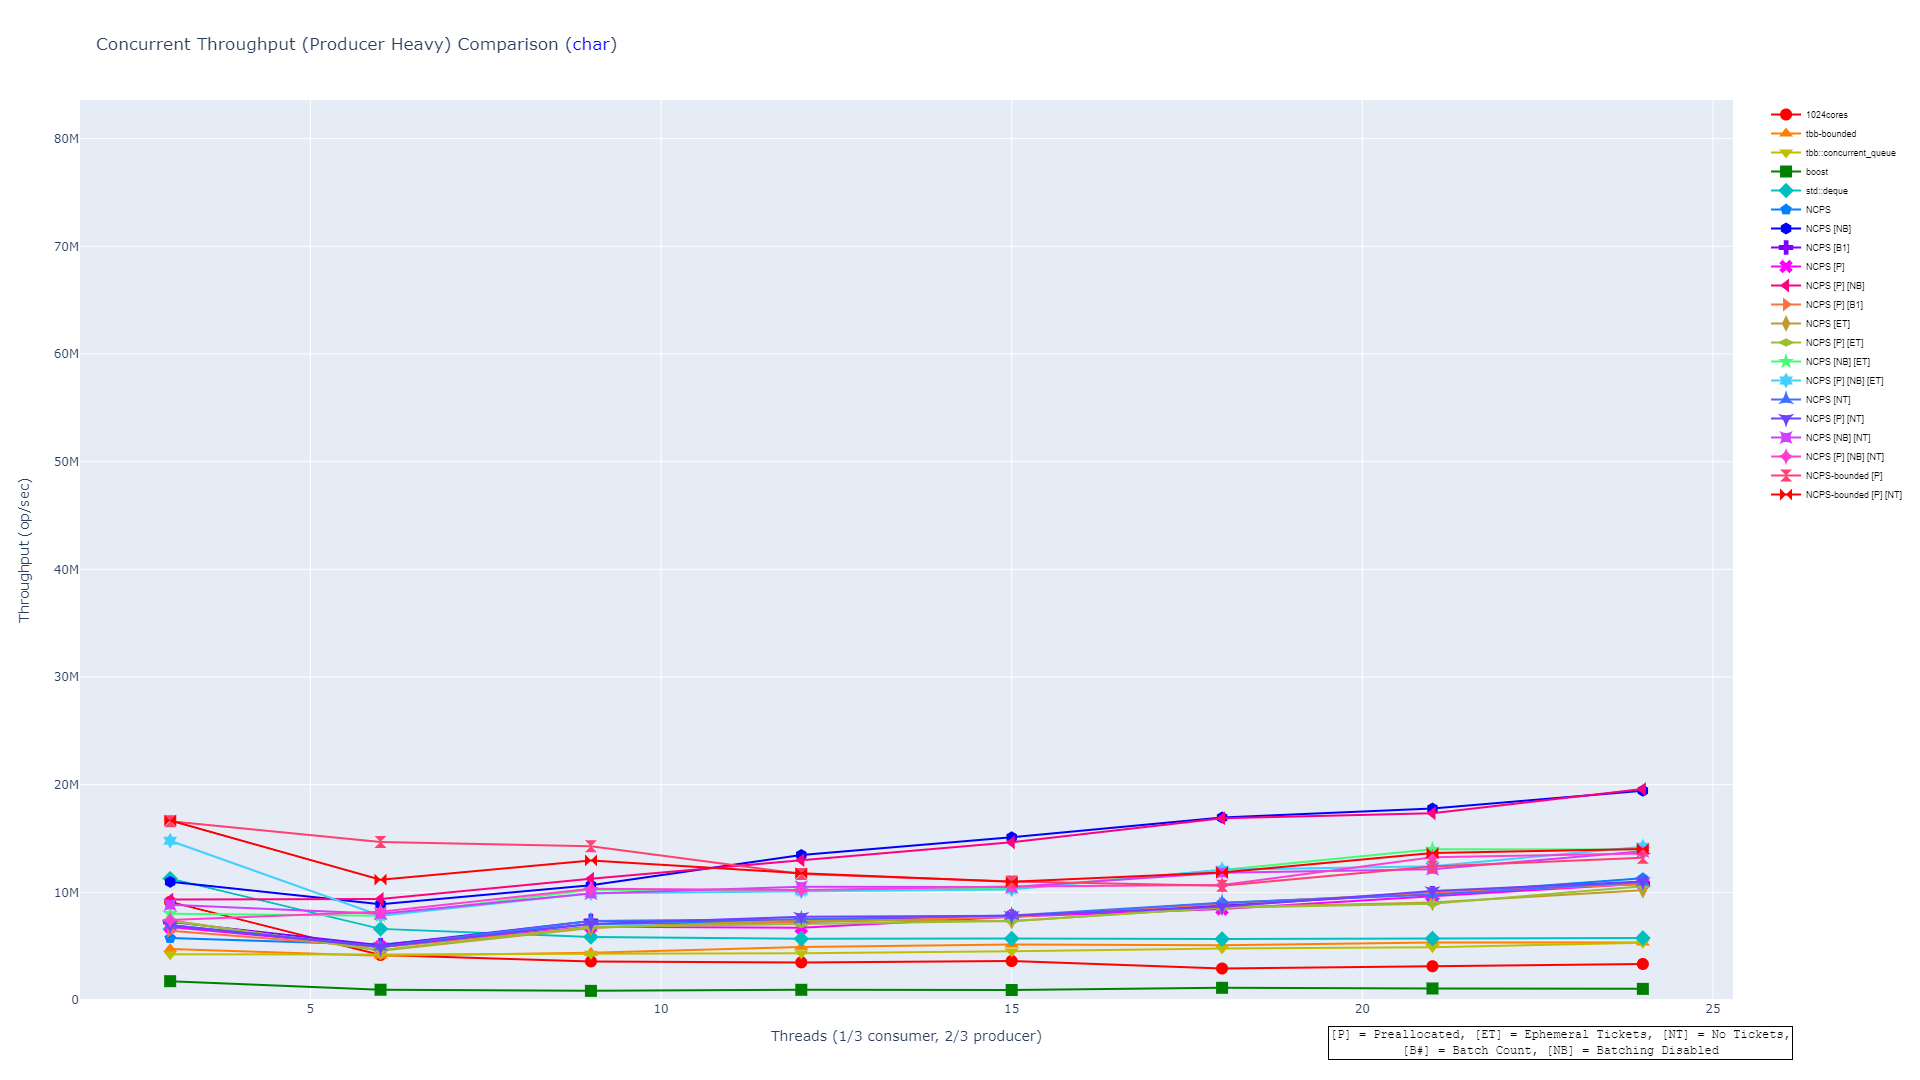 Concurrent Throughput (Producer Heavy) Comparison (char)
80M
70M
60M
50M
40M
30M
20M
10M
0
Throughput (op/sec)
5
10
15
20
25
Threads (1/3 consumer, 2/3 producer)
1024cores
tbb-bounded
tbb::concurrent_queue
boost
std::deque
NCPS
NCPS [NB]
NCPS [B1]
NCPS [P]
NCPS [P] [NB]
NCPS [P] [B1]
NCPS [ET]
NCPS [P] [ET]
NCPS [NB] [ET]
NCPS [P] [NB] [ET]
NCPS [NT]
NCPS [P] [NT]
NCPS [NB] [NT]
NCPS [P] [NB] [NT]
NCPS-bounded [P]
NCPS-bounded [P] [NT]
[P] = Preallocated, [ET] = Ephemeral Tickets, [NT] = No Tickets,
[B#] = Batch Count, [NB] = Batching Disabled